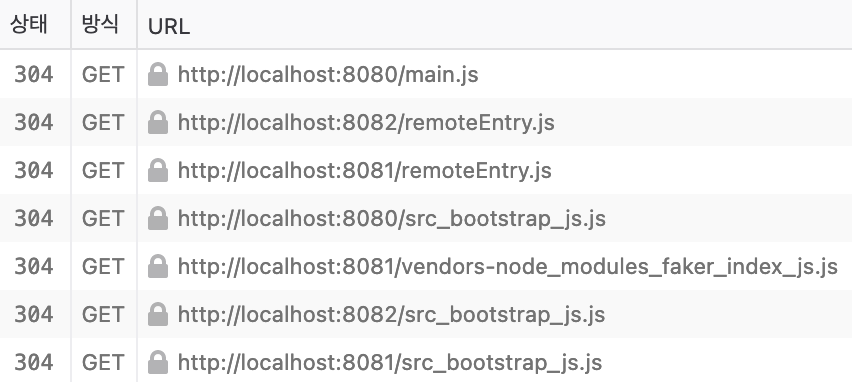 상태 방식 URL
304 GET http://localhost:8080/main.js
304 GET http://localhost:8082/remoteEntry.js
304 GET http://localhost:8081/remoteEntry.js
304 GET http://localhost:8080/src_bootstrap_js.js
304 GET http://localhost:8081/vendors-node_modules_faker_index_js.js
304 GET http://localhost:8082/src_bootstrap_js.js
304 GET http://localhost:8081/src_bootstrap_js.js